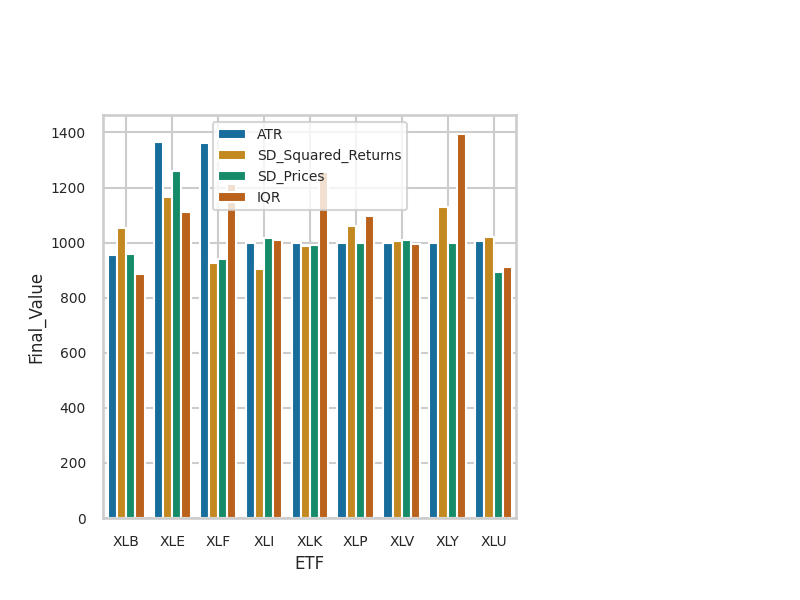 1400
1200
1000
800
600
400
200
0
Final_Value
ATR
SD_Squared_Returns
SD_Prices
IQR
XLB XLE XLF XLI XLK XLP XLV XLY XLU
ETF